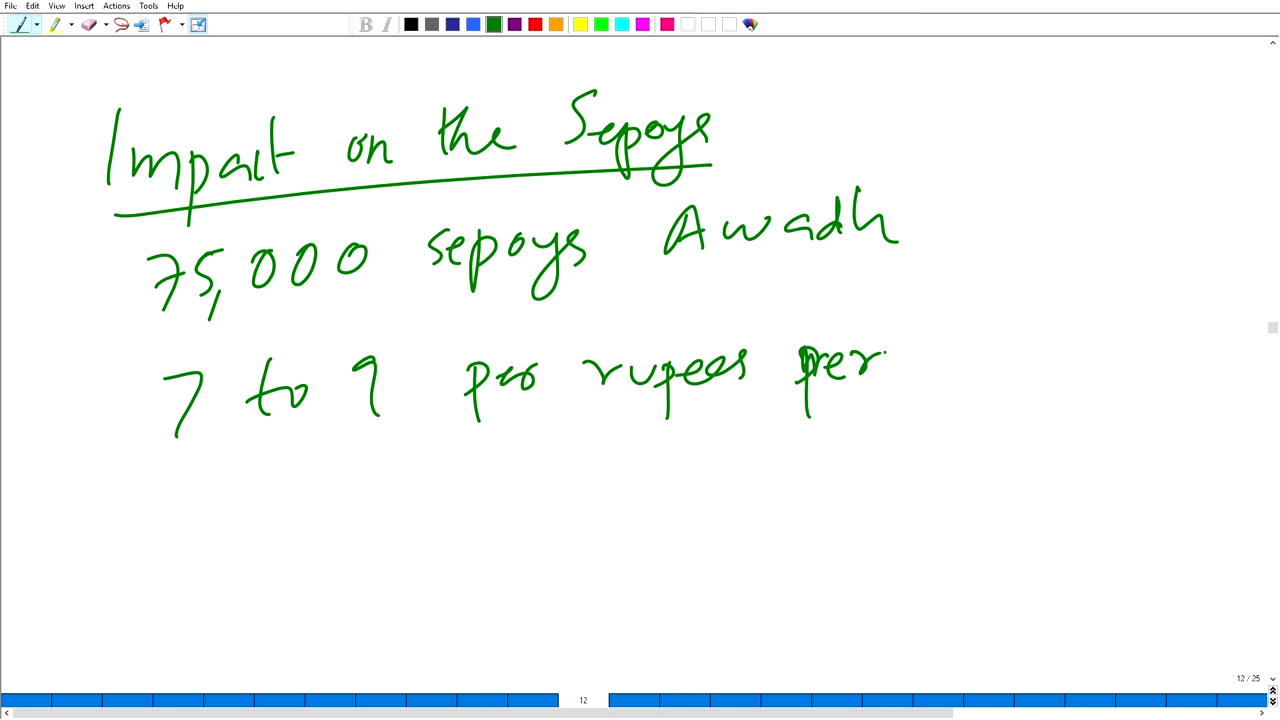 File Edit View Insert Actions Tools Help
B I
Impact on the Sepoys
75,000 sepoys Awadh
7 to 9 per rupees per
12 / 25
12